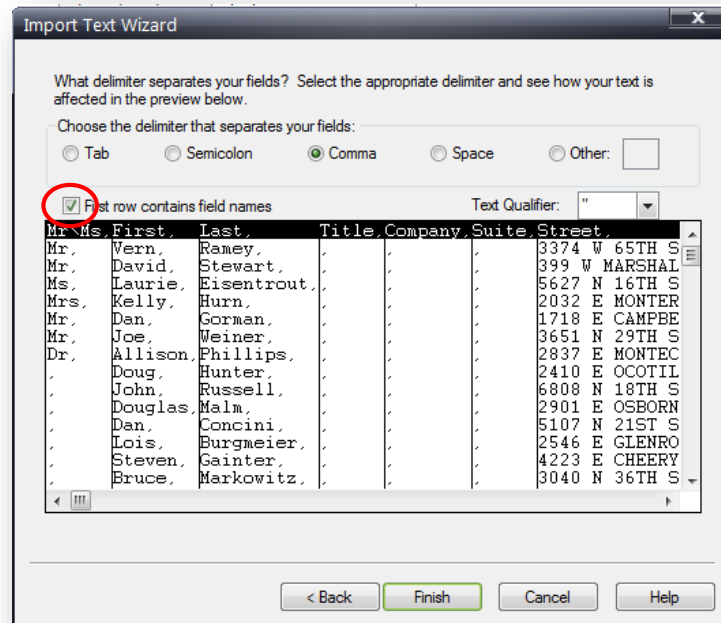 Import Text Wizard
x
What delimiter separates your fields? Select the appropriate delimiter and see how your text is
affected in the preview below.
Choose the delimiter that separates your fields:
Tab Semicolon Comma Space Other:
First row contains field names Text Qualifier: "
Mr\Ms,First, Last, Title,Company,Suite,Street,
Mr, Vern, Ramey, , , , 3374 W 65TH S
Mr, David, Stewart, , , , 399 W MARSHAL
Ms, Laurie, Eisentrout, , , , 5627 N 16TH S
Mrs, Kelly, Hurn, , , , 2032 E MONTER
Mr, Dan, Gorman, , , , 1718 E CAMPBE
Mr, Joe, Weiner, , , , 3651 N 29TH S
Dr, Allison,Phillips, , , , 2837 E MONTEC
, Doug, Hunter, , , , 2410 E OCOTIL
, John, Russell, , , , 6808 N 18TH S
, Douglas,Malm, , , , 2901 E OSBORN
, Dan, Concini, , , , 5107 N 21ST S
, Lois, Burgmeier, , , , 2546 E GLENRO
, Steven, Gainter, , , , 4223 E CHEERY
, Bruce, Markowitz, , , , 3040 N 36TH S
< Back Finish Cancel Help